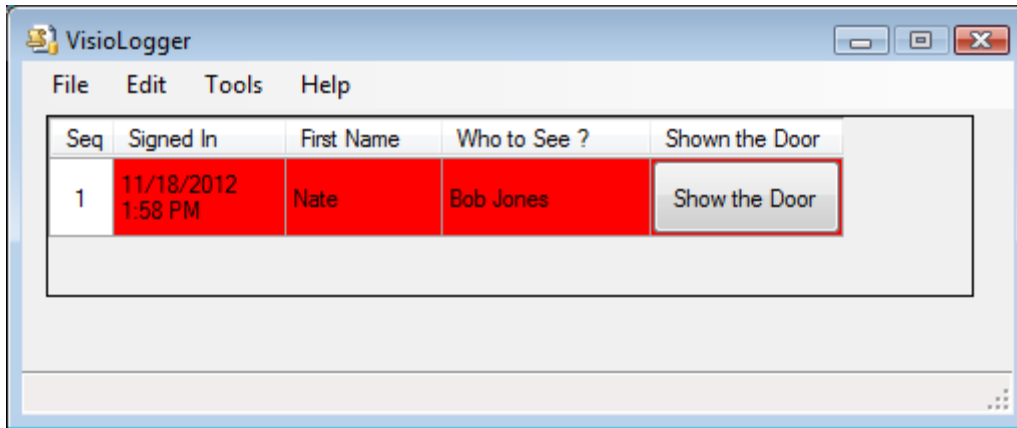 VisioLogger
File Edit Tools Help
Seq Signed In First Name Who to See ? Shown the Door
1 11/18/2012 Nate Bob Jones Show the Door
1:58 PM